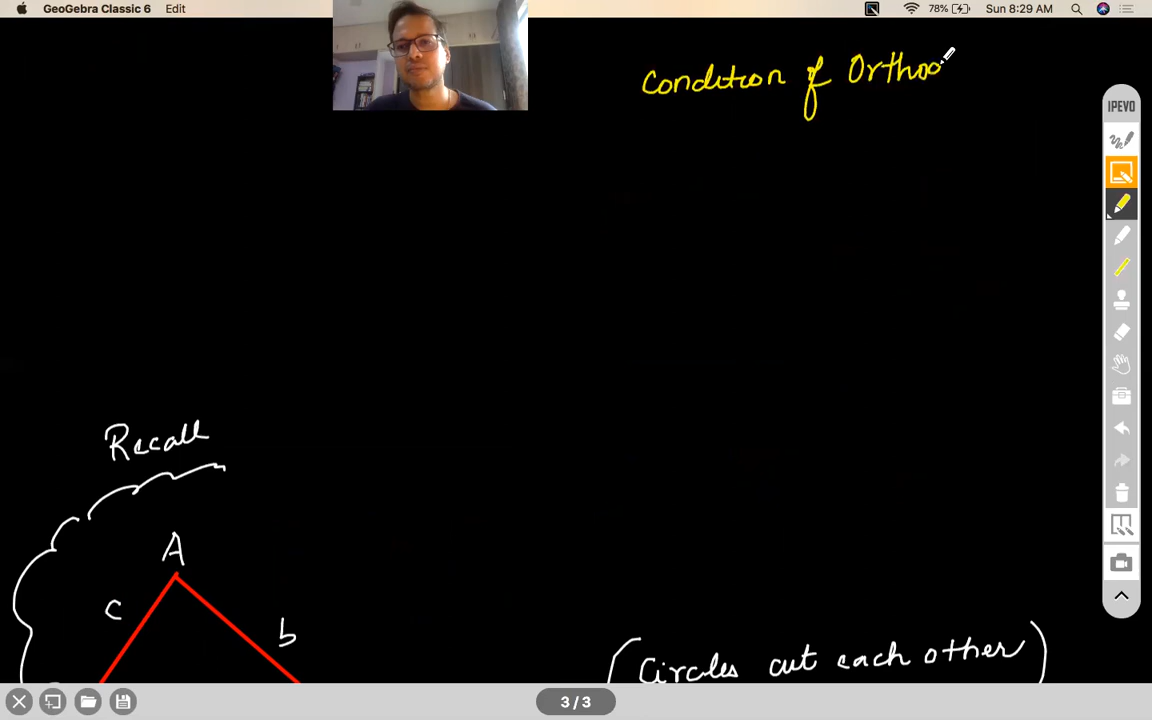 GeoGebra Classic 6 Edit 78% Sun 8:29 AM
Condition of Orthoo
IPEVO
Recall
A
c
b
(Circles cut each other)
3/3